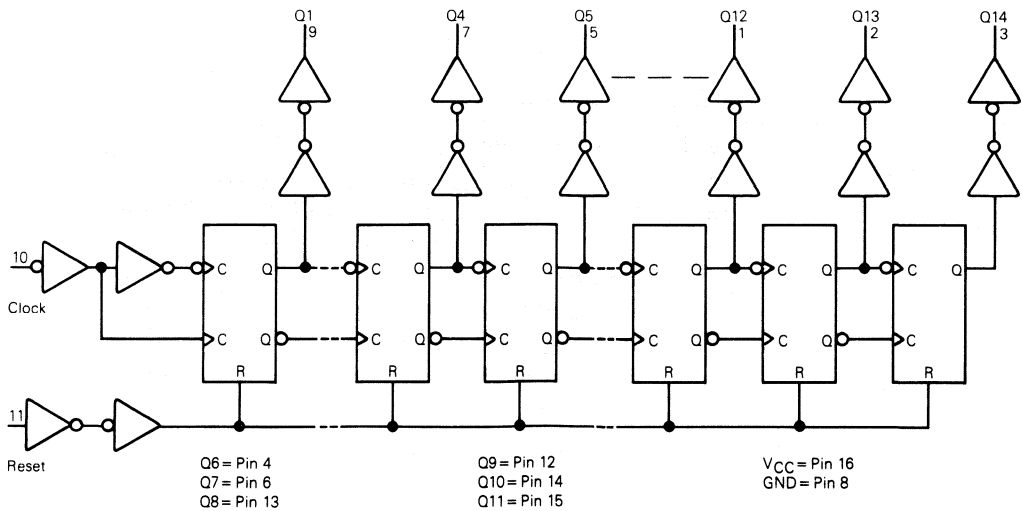 Q1 Q4 Q5 Q12 Q13 Q14
9 7 5 1 2 3
10 C Q C Q C Q C Q C Q C Q
Clock
C Q C Q C Q C Q C Q C
R R R R R R
11
Reset
Q6 = Pin 4 Q9 = Pin 12 VCC = Pin 16
Q7 = Pin 6 Q10 = Pin 14 GND = Pin 8
Q8 = Pin 13 Q11 = Pin 15